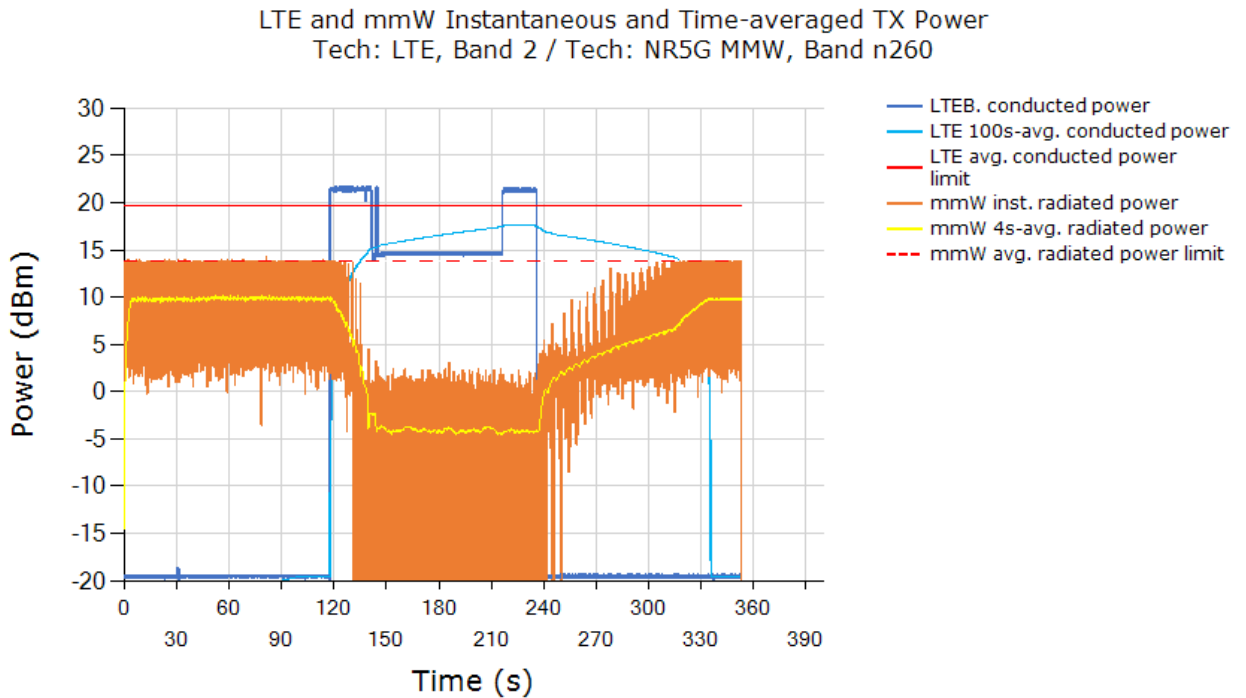 LTE and mmW Instantaneous and Time-averaged TX Power
Tech: LTE, Band 2 / Tech: NR5G MMW, Band n260
30
25
20
15
10
5
0
-5
-10
-15
-20
Power (dBm)
0
60
120
180
240
300
360
30
90
150
210
270
330
390
Time (s)
LTEB. conducted power
LTE 100s-avg. conducted power
LTE avg. conducted power
limit
mmW inst. radiated power
mmW 4s-avg. radiated power
mmW avg. radiated power limit